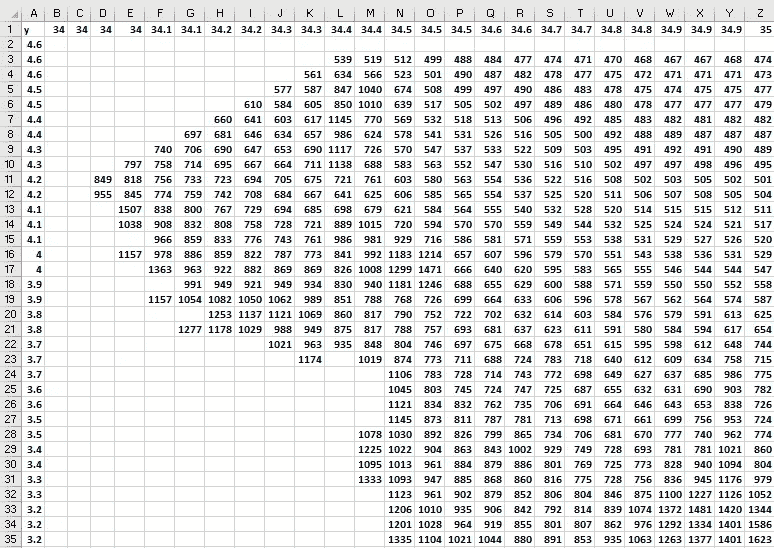 A B C D E F G H I J K L M N O P Q R S T U V W X Y Z
1 y 34 34 34 34 34.1 34.1 34.2 34.2 34.3 34.3 34.4 34.4 34.5 34.5 34.5 34.6 34.6 34.7 34.7 34.8 34.8 34.9 34.9 34.9 35
2 4.6
3 4.6 539 519 512 499 488 484 477 474 471 470 468 467 467 468 474
4 4.6 561 634 566 523 501 490 487 482 478 477 475 472 471 471 471 473
5 4.5 577 587 847 1040 674 508 499 497 490 486 483 478 475 474 475 475 477
6 4.5 610 584 605 850 1010 639 517 505 502 497 489 486 480 478 477 477 477 479
7 4.4 660 641 603 617 1145 770 569 532 518 513 506 496 492 485 483 482 481 482 482
8 4.4 697 681 646 634 657 986 624 578 541 531 526 516 505 500 492 488 489 487 487 487
9 4.3 740 706 690 647 653 690 1117 726 570 547 537 533 522 509 503 495 491 492 491 490 489
10 4.3 797 758 714 695 667 664 711 1138 688 583 563 552 547 530 516 510 502 497 497 498 496 495
11 4.2 849 818 756 733 723 694 705 675 721 761 603 580 563 554 536 522 516 508 502 503 505 502 501
12 4.2 955 845 774 759 742 708 684 667 641 625 606 585 565 554 537 525 520 511 506 507 508 505 504
13 4.1 1507 838 800 767 729 694 685 698 679 621 584 564 555 540 532 528 520 514 515 515 512 511
14 4.1 1038 908 832 808 758 728 721 889 1015 720 594 570 570 559 549 544 532 525 524 524 521 517
15 4.1 966 859 833 776 743 761 986 981 929 716 586 581 571 559 553 538 531 529 527 526 520
16 4 1157 978 886 859 822 787 773 841 992 1183 1214 657 607 596 579 570 551 543 538 536 531 529
17 4 1363 963 922 882 869 869 826 1008 1299 1471 666 640 620 595 583 565 555 546 544 544 547
18 3.9 991 949 921 949 934 830 940 1181 1246 688 655 629 600 588 571 559 550 550 552 558
19 3.9 1157 1054 1082 1050 1062 989 851 788 768 726 699 664 633 606 596 578 567 562 564 574 587
20 3.8 1253 1137 1121 1069 860 817 790 752 722 702 632 614 603 584 576 579 591 613 625
21 3.8 1277 1178 1029 988 949 875 817 788 757 693 681 637 623 611 591 580 584 594 617 654
22 3.7 1021 963 935 848 804 746 697 675 668 678 651 615 595 598 612 648 744
23 3.7 1174 1019 874 773 711 688 724 783 718 640 612 609 634 758 715
24 3.7 1106 783 728 714 743 772 698 649 627 637 685 986 775
25 3.6 1045 803 745 724 747 725 687 655 632 631 690 903 782
26 3.6 1121 834 832 762 735 706 691 664 646 643 653 838 726
27 3.5 1145 873 811 787 781 713 698 671 661 699 756 953 724
28 3.5 1078 1030 892 826 799 865 734 706 681 670 777 740 962 774
29 3.4 1225 1022 904 863 843 1002 929 749 728 693 781 781 1021 860
30 3.4 1095 1013 961 884 879 886 801 769 725 773 828 940 1094 804
31 3.3 1333 1093 947 885 868 860 816 775 728 756 836 945 1176 979
32 3.3 1123 961 902 879 852 806 804 846 875 1100 1227 1126 1052
33 3.2 1206 1010 935 906 842 792 814 839 1074 1372 1481 1420 1344
34 3.2 1201 1028 964 919 855 801 807 862 976 1292 1334 1401 1586
35 3.2 1335 1104 1021 1044 880 891 853 935 1063 1263 1377 1401 1623